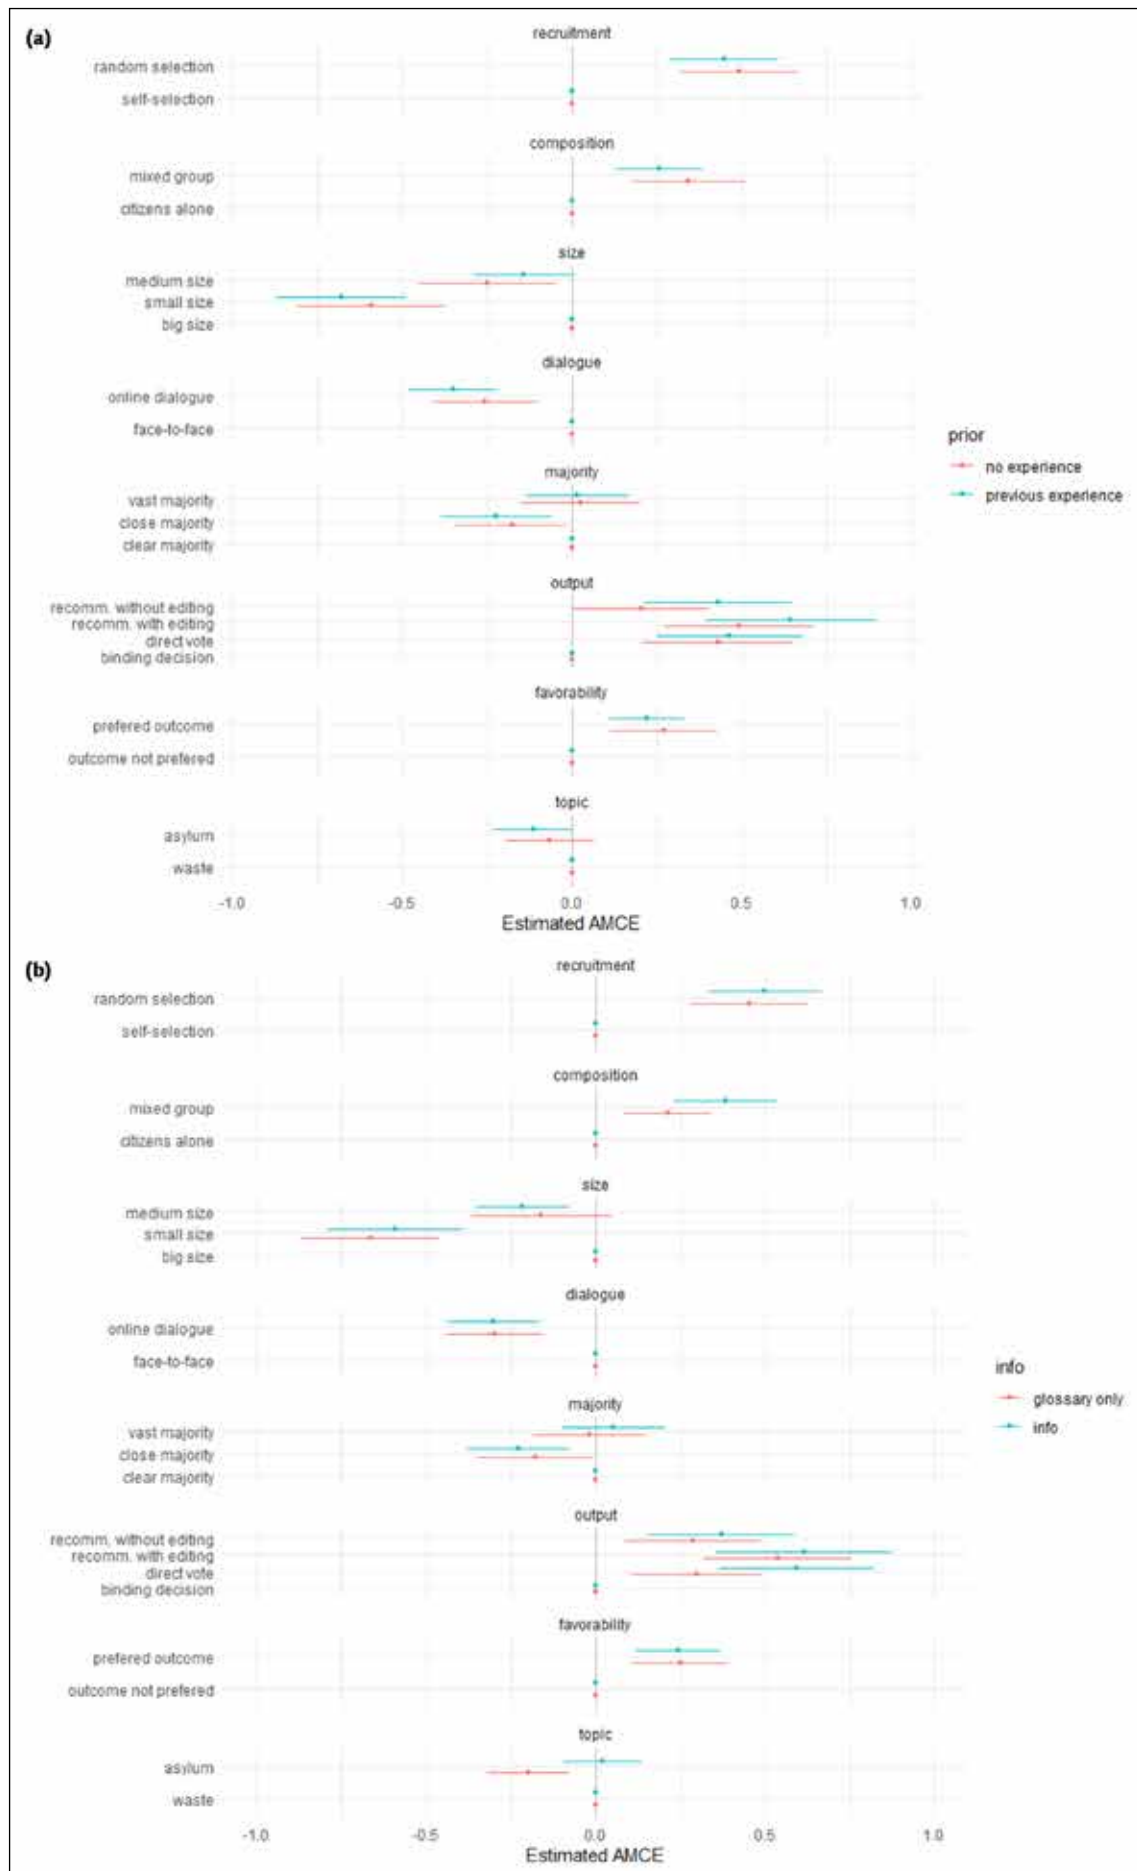 (a)
recruitment
random selection
self-selection
composition
mixed group
citizens alone
size
medium size
small size
big size
dialogue
online dialogue
face-to-face
majority
vast majority
close majority
clear majority
output
recomm. without editing
recomm. with editing
direct vote
binding decision
favorability
prefered outcome
outcome not prefered
topic
asylum
waste
-1.0 -0.5 0.0 0.5 1.0
Estimated AMCE
prior
no experience
previous experience
(b)
recruitment
random selection
self-selection
composition
mixed group
citizens alone
size
medium size
small size
big size
dialogue
online dialogue
face-to-face
majority
vast majority
close majority
clear majority
output
recomm. without editing
recomm. with editing
direct vote
binding decision
favorability
prefered outcome
outcome not prefered
topic
asylum
waste
-1.0 -0.5 0.0 0.5 1.0
Estimated AMCE
info
glossary only
info